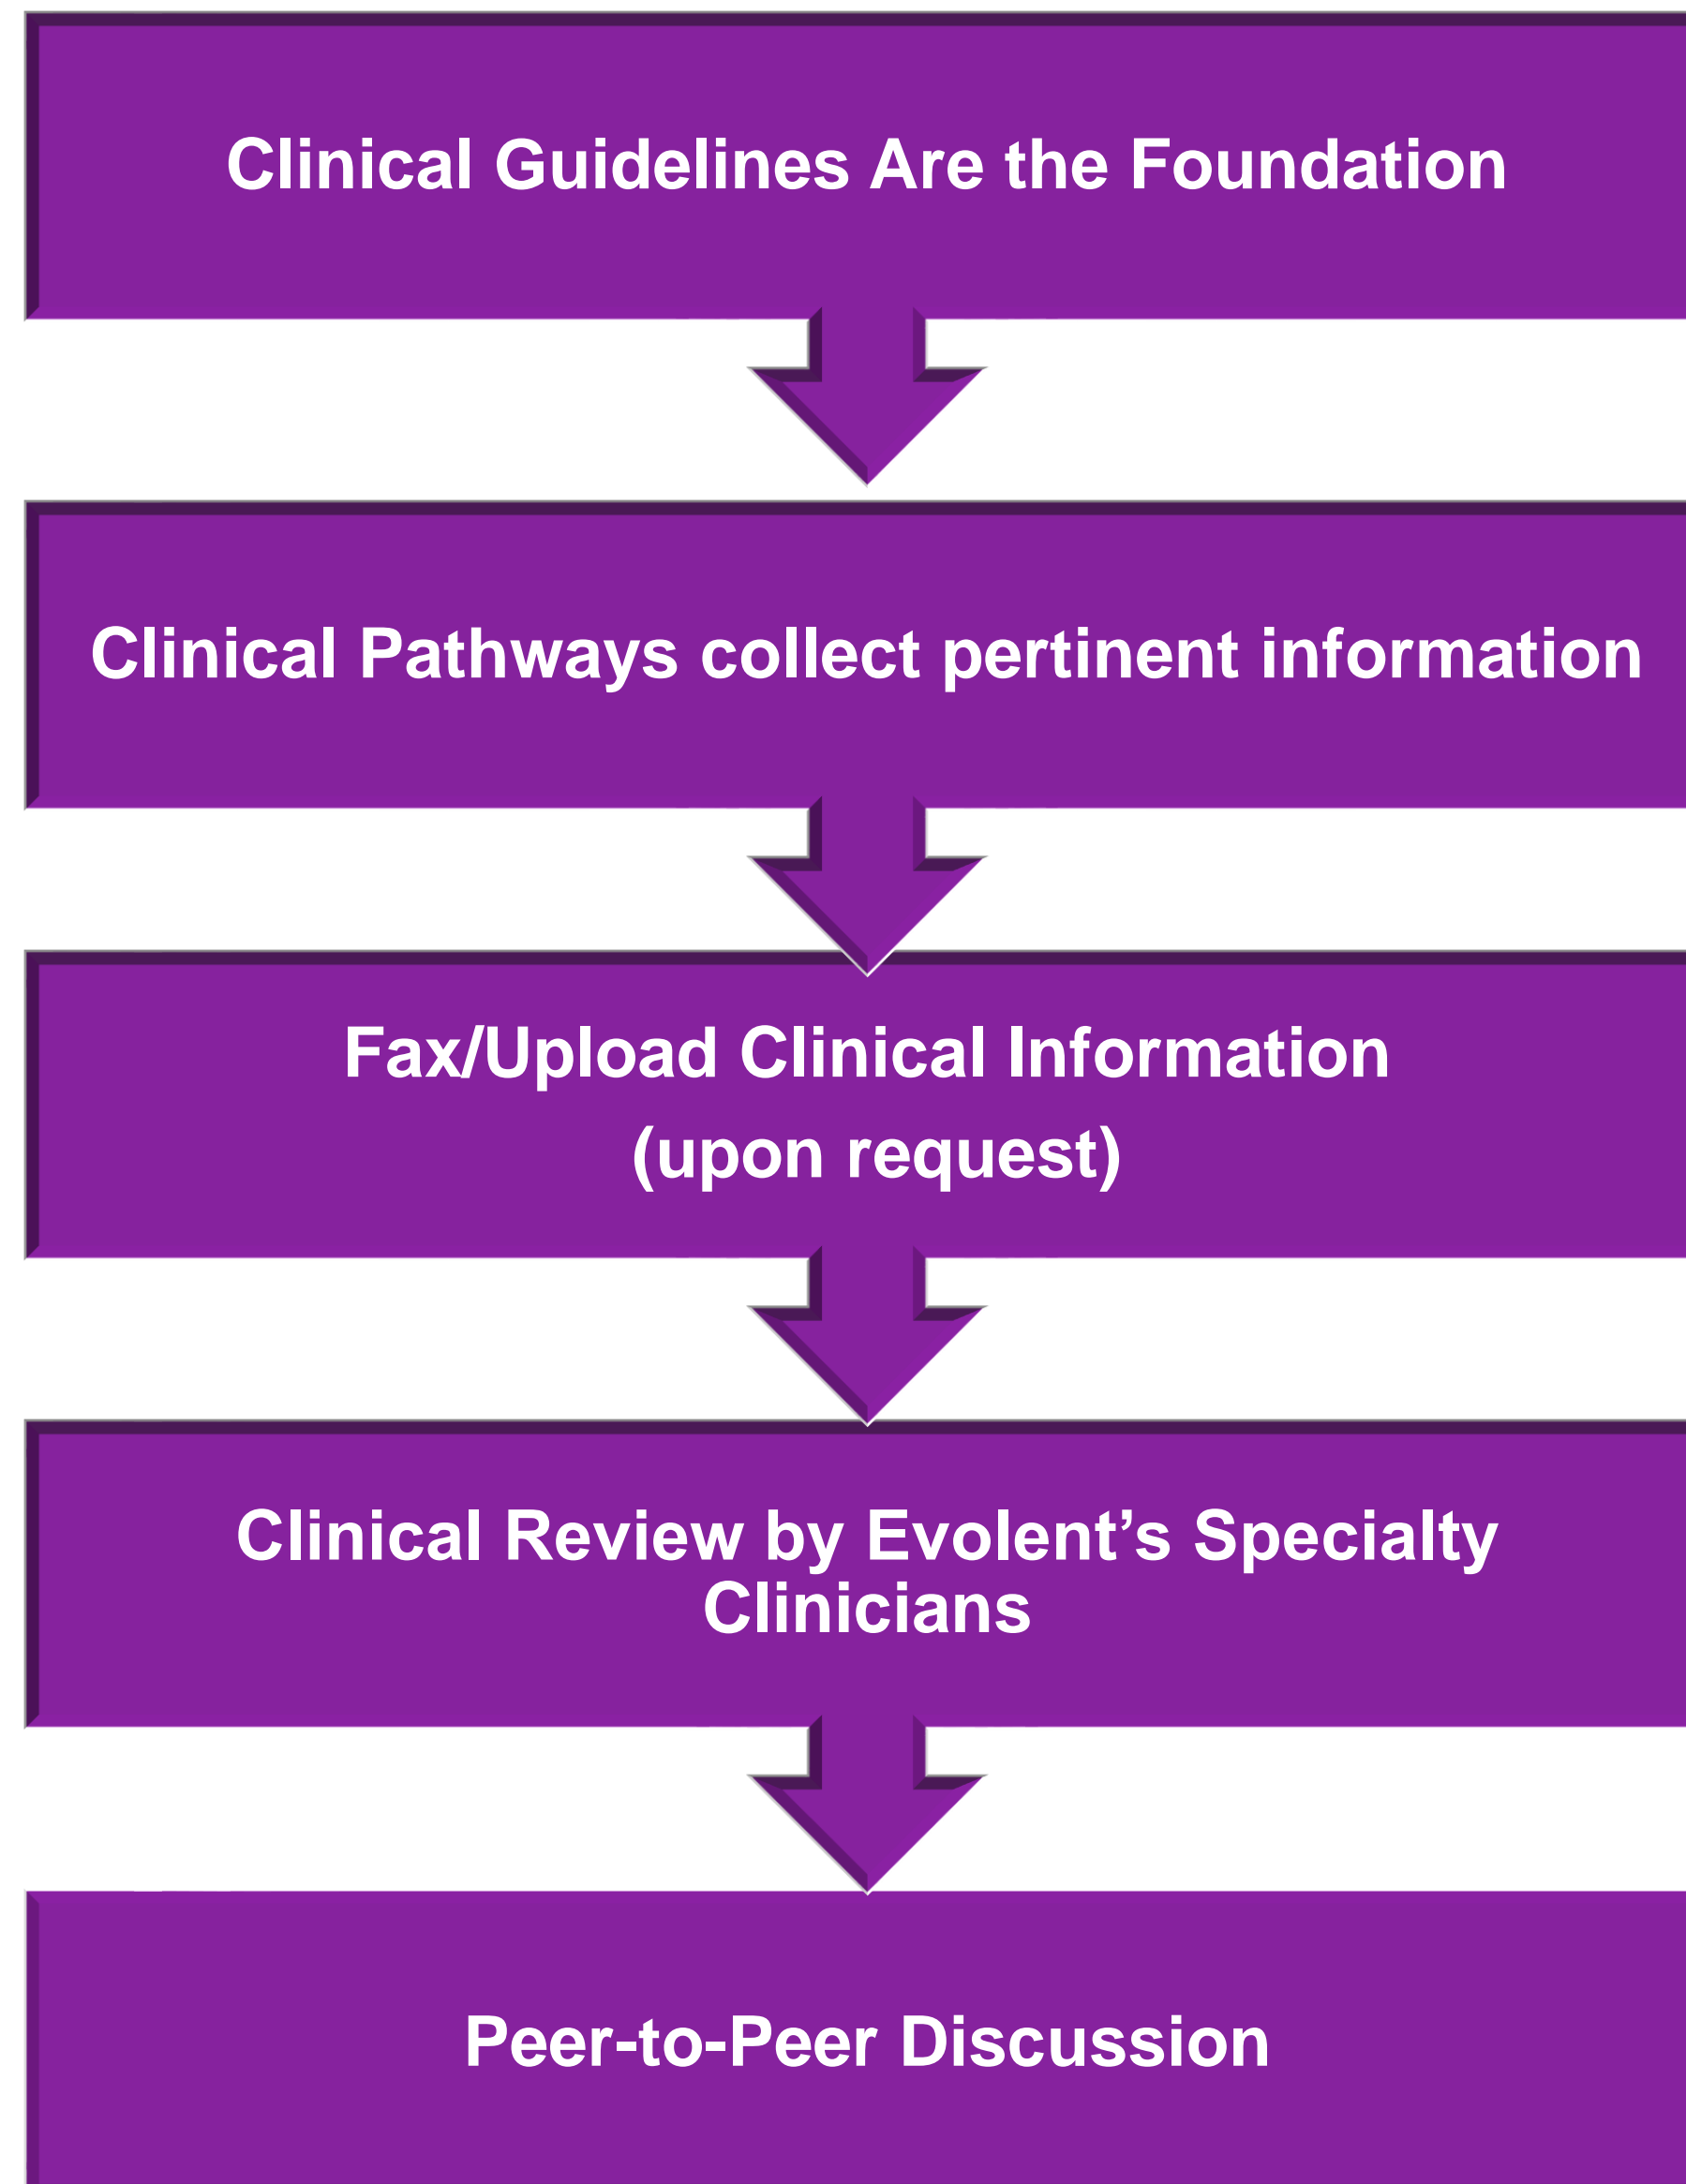 Clinical Guidelines Are the Foundation
Clinical Pathways collect pertinent information
Fax/Upload Clinical Information
(upon request)
Clinical Review by Evolent’s Specialty
Clinicians
Peer-to-Peer Discussion